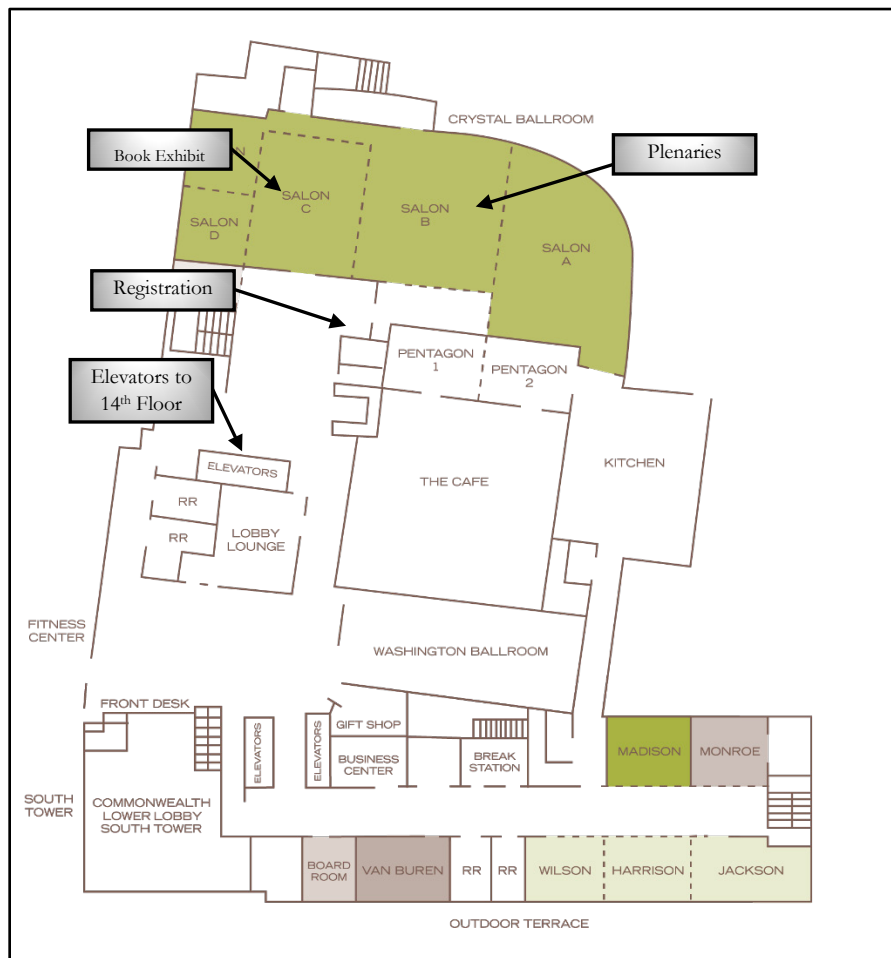 CRYSTAL BALLROOM
Book Exhibit
Plenaries
N
SALON
C
SALON
B
SALON
D
SALON
A
Registration
PENTAGON
1
PENTAGON
2
Elevators to
14th Floor
ELEVATORS
THE CAFE
KITCHEN
RR
RR
LOBBY
LOUNGE
FITNESS
CENTER
WASHINGTON BALLROOM
FRONT DESK
ELEVATORS
ELEVATORS
GIFT SHOP
BUSINESS
CENTER
BREAK
STATION
MADISON
MONROE
SOUTH
TOWER
COMMONWEALTH
LOWER LOBBY
SOUTH TOWER
BOARD
ROOM
VAN BUREN
RR
RR
WILSON
HARRISON
JACKSON
OUTDOOR TERRACE